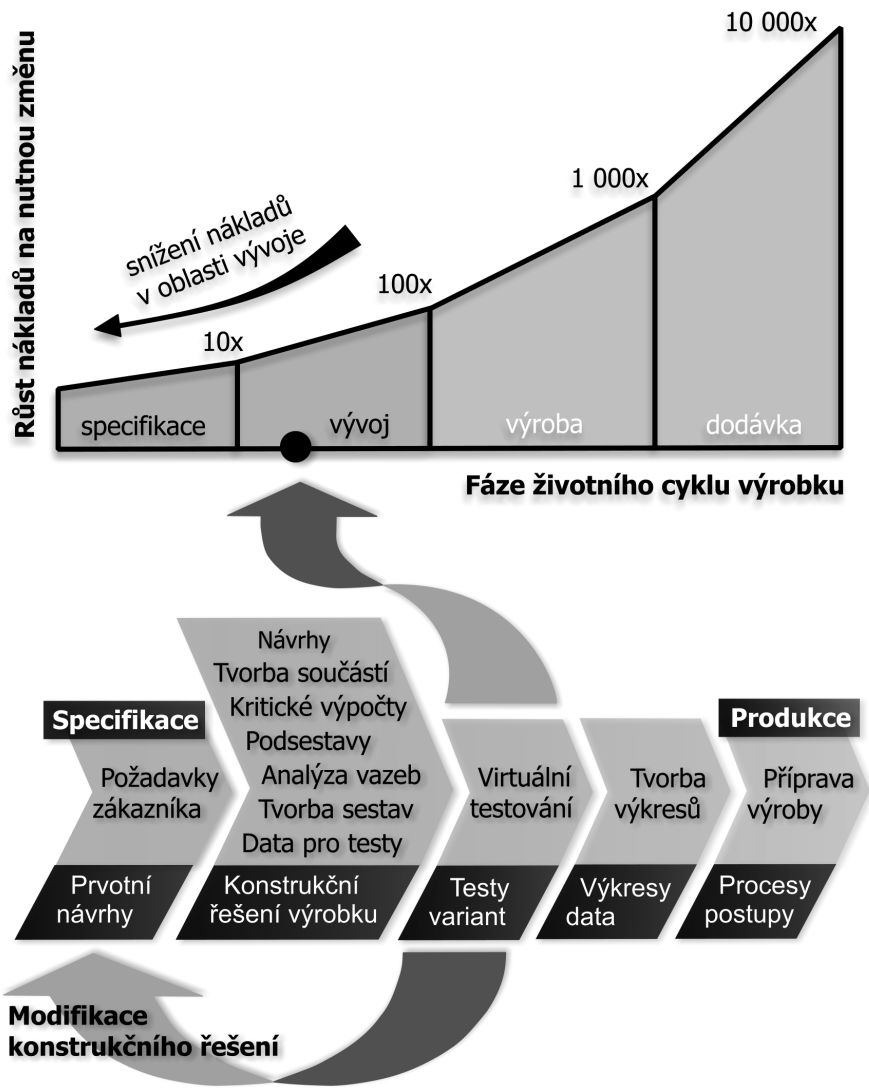 10 000x
Růst nákladů na nutnou změnu
1 000x
snížení nákladů
v oblasti vývoje
100x
10x
specifikace
vývoj
výroba
dodávka
Fáze životního cyklu výrobku
Návrhy
Tvorba součástí
Kritické výpočty
Podsestavy
Analýza vazeb
Tvorba sestav
Data pro testy
Specifikace
Požadavky
zákazníka
Virtuální
testování
Tvorba
výkresů
Produkce
Příprava
výroby
Prvotní
návrhy
Konstrukční
řešení výrobku
Testy
variant
Výkresy
data
Procesy
postupy
Modifikace
konstrukčního řešení